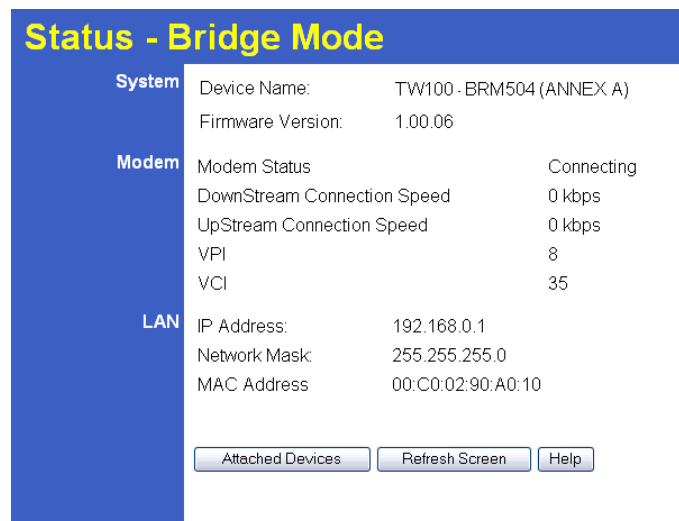 Status - Bridge Mode
System
Device Name: TW100 - BRM504 (ANNEX A)
Firmware Version: 1.00.06
Modem
Modem Status Connecting
DownStream Connection Speed 0 kbps
UpStream Connection Speed 0 kbps
VPI 8
VCI 35
LAN
IP Address: 192.168.0.1
Network Mask: 255.255.255.0
MAC Address 00:C0:02:90:A0:10
Attached Devices Refresh Screen Help